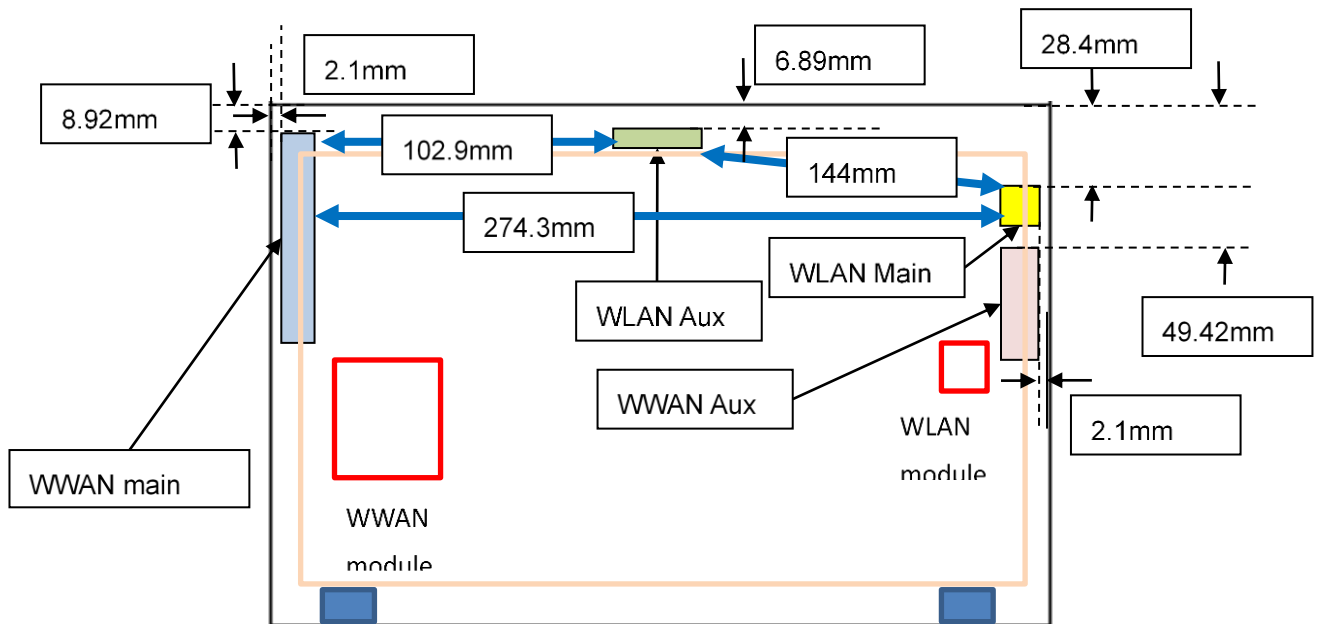 28.4mm
6.89mm
2.1mm
8.92mm
102.9mm
144mm
274.3mm
WLAN Main
WLAN Aux
49.42mm
WWAN Aux
2.1mm
WLAN
module
WWAN main
WWAN
module